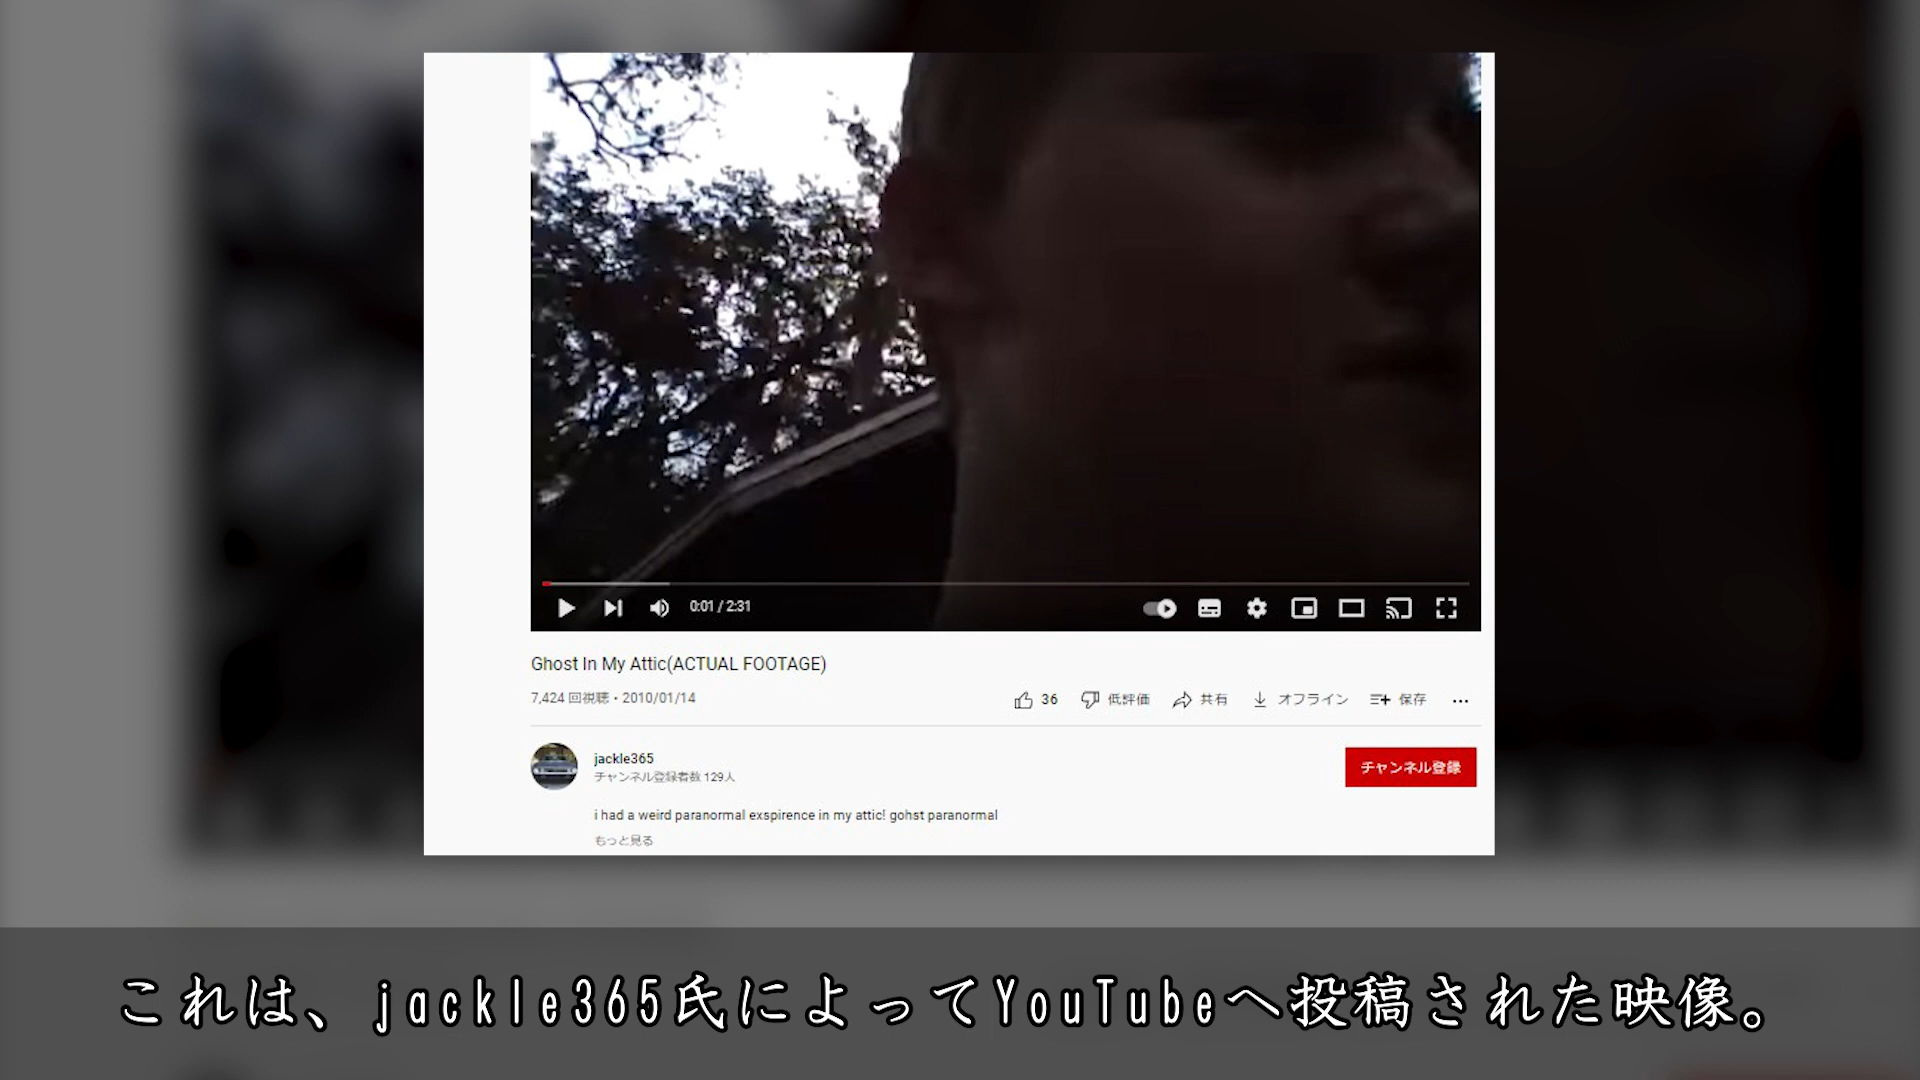 0:01 / 2:31
Ghost In My Attic(ACTUAL FOOTAGE)
7,424 回視聴・2010/01/14
36 低評価 共有 オフライン 保存
jackle365
チャンネル登録者数 129人
チャンネル登録
i had a weird paranormal exspirence in my attic! gohst paranormal
もっと見る
これは、jackle365氏によってYouTubeへ投稿された映像。